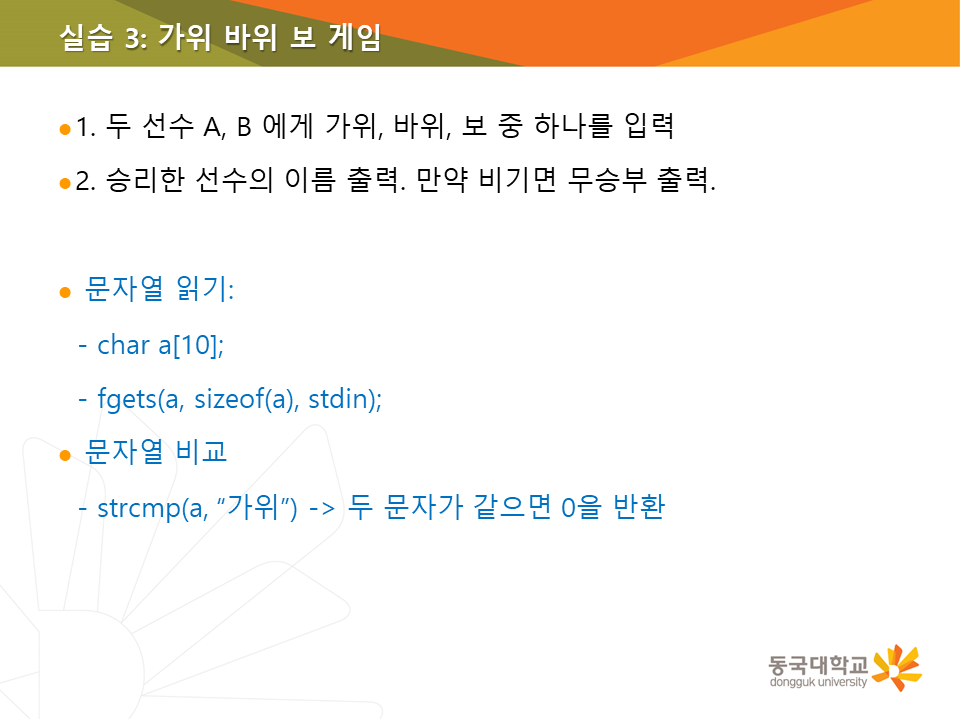 실습 3: 가위 바위 보 게임
●1. 두 선수 A, B 에게 가위, 바위, 보 중 하나를 입력
●2. 승리한 선수의 이름 출력. 만약 비기면 무승부 출력.
● 문자열 읽기:
- char a[10];
- fgets(a, sizeof(a), stdin);
● 문자열 비교
- strcmp(a, “가위”) -> 두 문자가 같으면 0을 반환
동국대학교
dongguk university